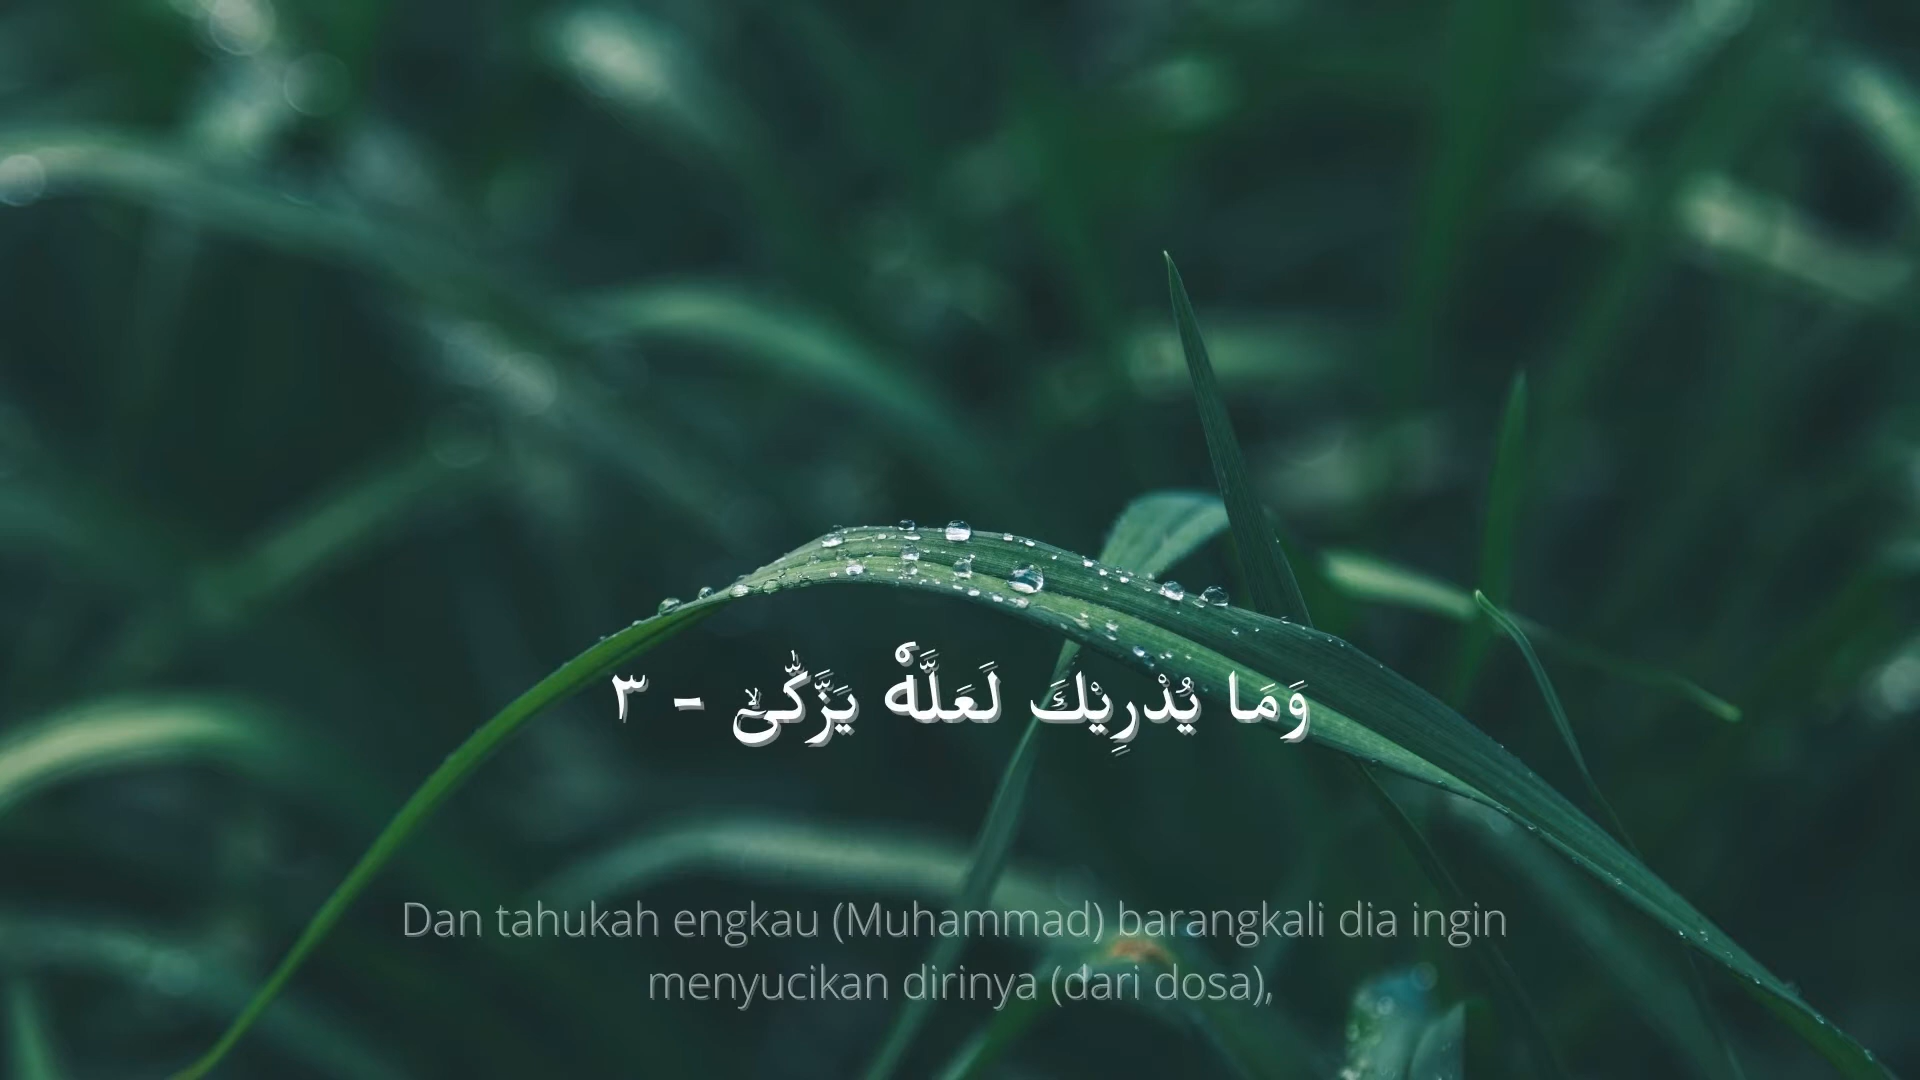 وَمَا يُدْرِيْكَ لَعَلَّهٗ يَزَّكّٰىۙ - ٣
Dan tahukah engkau (Muhammad) barangkali dia ingin
menyucikan dirinya (dari dosa),